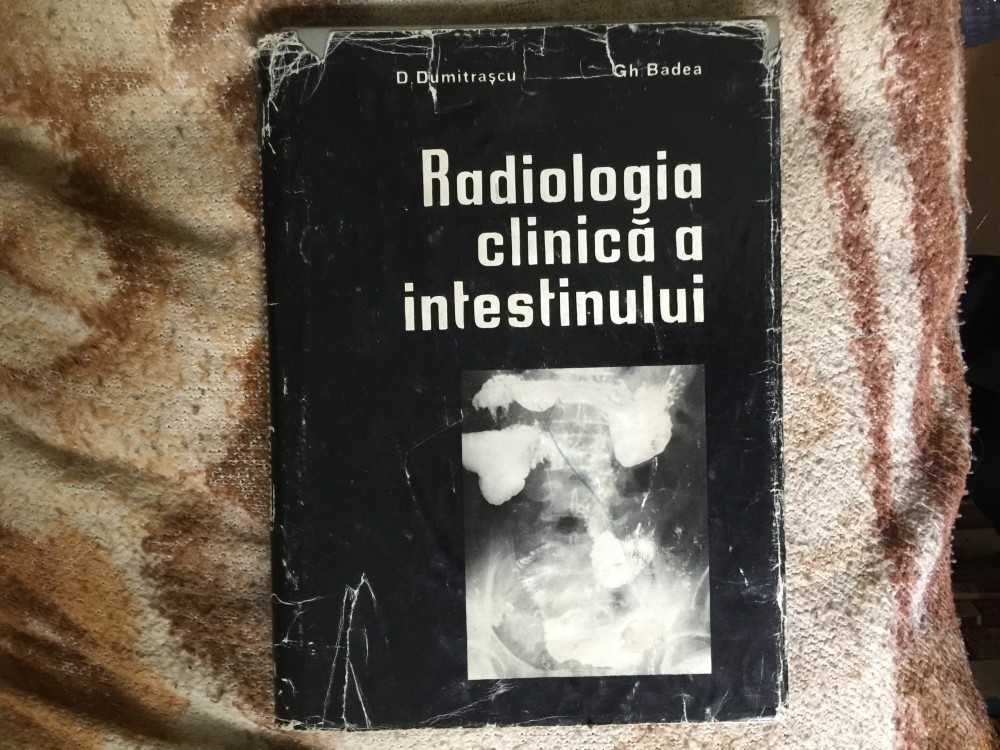 D. Dumitrașcu Gh Badea
Radiologia
clinică a
intestinului